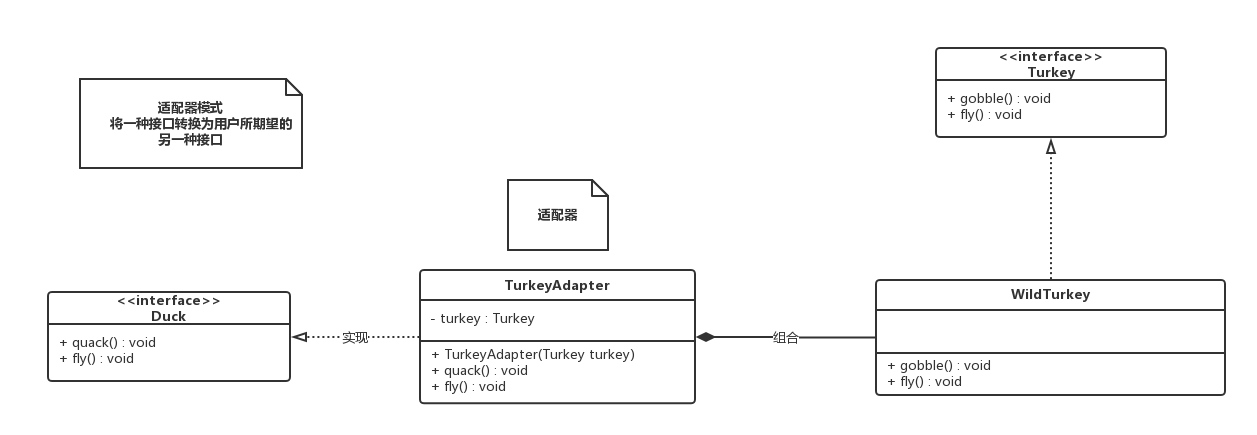 <<interface>>
Turkey
+ gobble() : void
+ fly() : void
适配器模式
将一种接口转换为用户所期望的
另一种接口
适配器
<<interface>>
Duck
+ quack() : void
+ fly() : void
实现
TurkeyAdapter
- turkey : Turkey
+ TurkeyAdapter(Turkey turkey)
+ quack() : void
+ fly() : void
组合
WildTurkey
+ gobble() : void
+ fly() : void